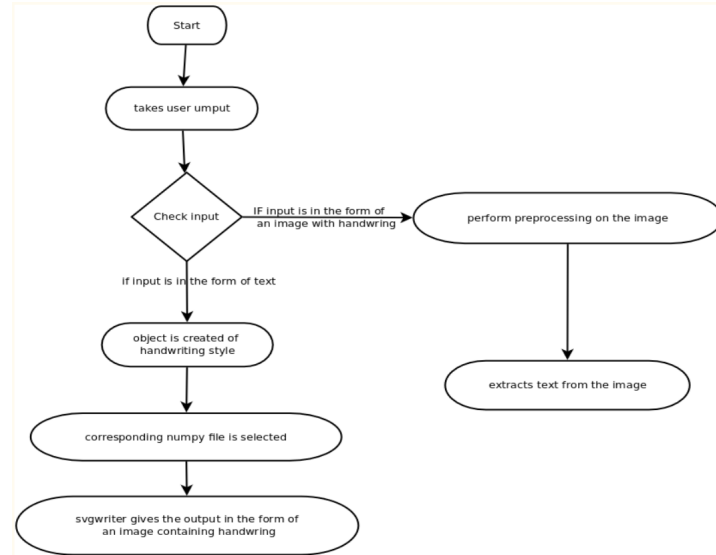 Start
takes user umput
Check input
IF input is in the form of
an image with handwring
perform preprocessing on the image
if input is in the form of text
object is created of
handwriting style
extracts text from the image
corresponding numpy file is selected
svgwriter gives the output in the form of
an image containing handwring